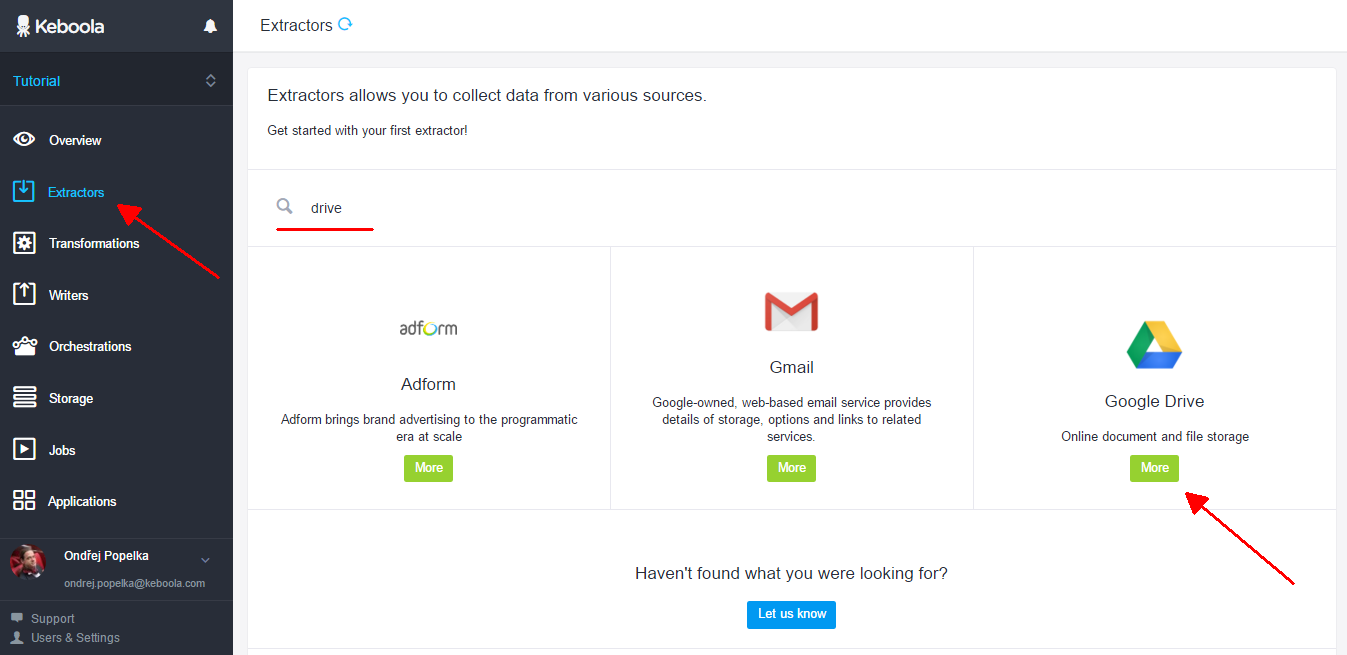 Keboola
Extractors
Tutorial
Overview
Extractors
Transformations
Writers
Orchestrations
Storage
Jobs
Applications
Ondřej Popelka
ondrej.popelka@keboola.com
Support
Users & Settings
Extractors allows you to collect data from various sources.
Get started with your first extractor!
drive
adform
Adform
Adform brings brand advertising to the programmatic
era at scale
More
Gmail
Google-owned, web-based email service provides
details of storage, options and links to related
services.
More
Google Drive
Online document and file storage
More
Haven't found what you were looking for?
Let us know